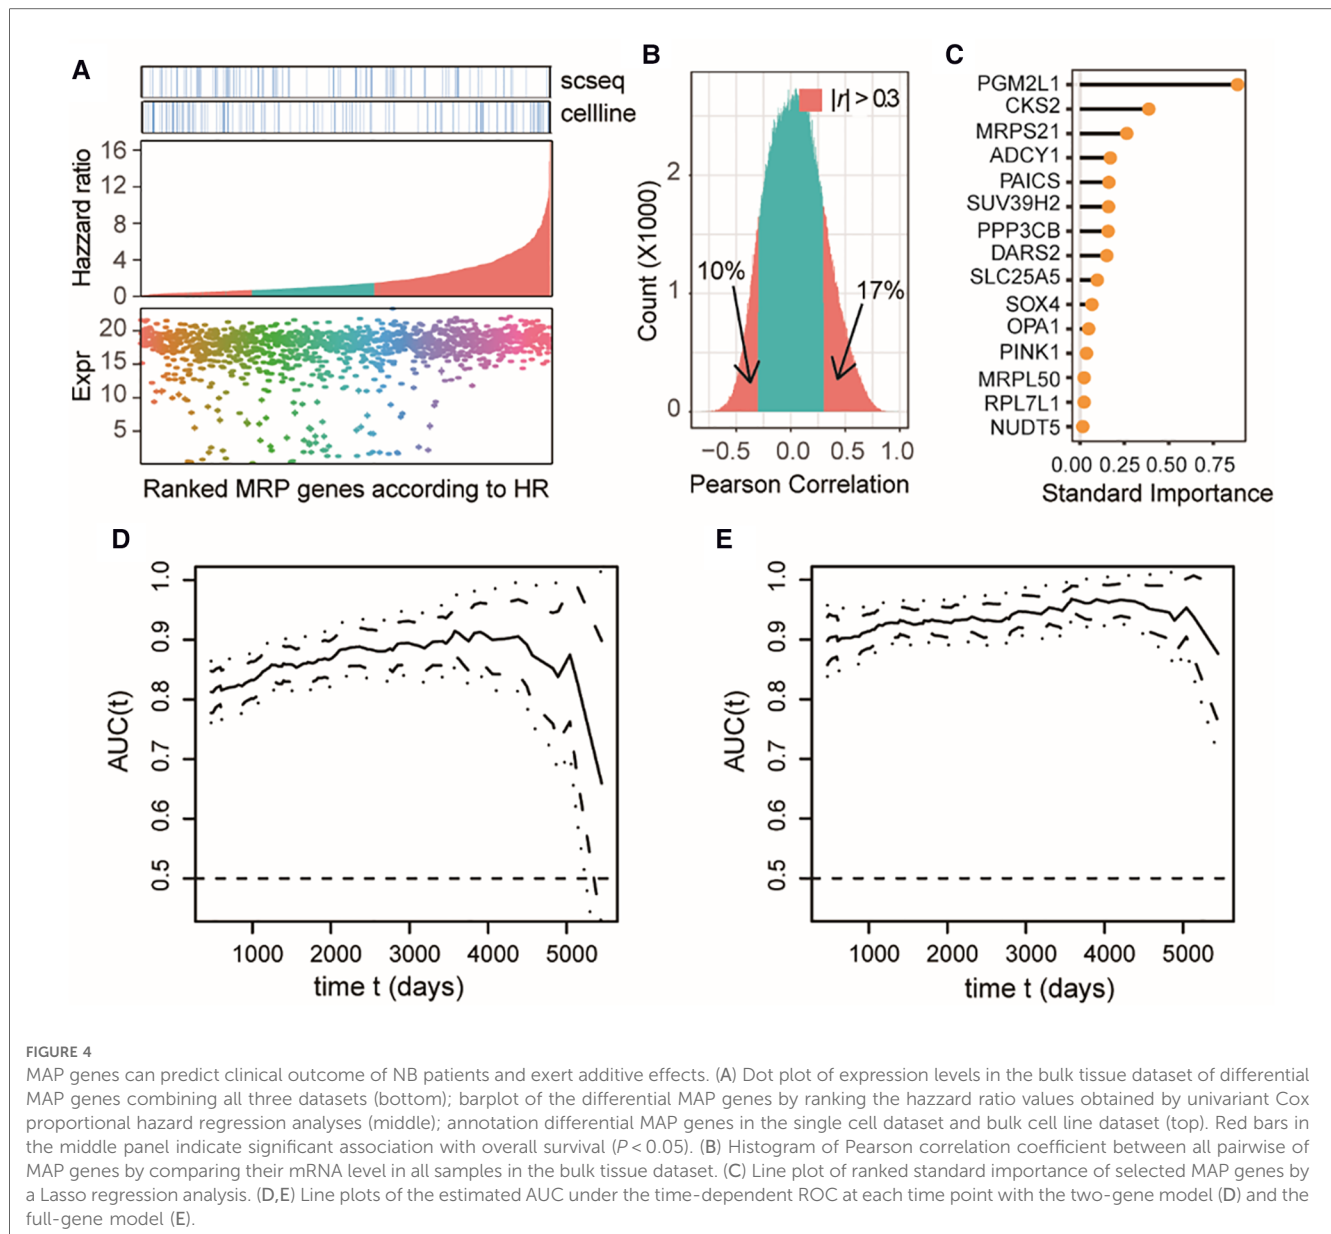 A
scseq
cellline
Hazzard ratio
16
12
8
4
0
Expr
20
15
10
5
Ranked MRP genes according to HR
B
|r| > 0.3
Count (X1000)
2
1
0
10%
17%
−0.5
0.0
0.5
1.0
Pearson Correlation
C
PGM2L1
CKS2
MRPS21
ADCY1
PAICS
SUV39H2
PPP3CB
DARS2
SLC25A5
SOX4
OPA1
PINK1
MRPL50
RPL7L1
NUDT5
0.00 0.25 0.50 0.75
Standard Importance
D
AUC(t)
1.0
0.9
0.8
0.7
0.6
0.5
1000 2000 3000 4000 5000
time t (days)
E
AUC(t)
1.0
0.9
0.8
0.7
0.6
0.5
1000 2000 3000 4000 5000
time t (days)
FIGURE 4
MAP genes can predict clinical outcome of NB patients and exert additive effects. (A) Dot plot of expression levels in the bulk tissue dataset of differential
MAP genes combining all three datasets (bottom); barplot of the differential MAP genes by ranking the hazzard ratio values obtained by univariant Cox
proportional hazard regression analyses (middle); annotation differential MAP genes in the single cell dataset and bulk cell line dataset (top). Red bars in
the middle panel indicate significant association with overall survival (P < 0.05). (B) Histogram of Pearson correlation coefficient between all pairwise of
MAP genes by comparing their mRNA level in all samples in the bulk tissue dataset. (C) Line plot of ranked standard importance of selected MAP genes by
a Lasso regression analysis. (D,E) Line plots of the estimated AUC under the time-dependent ROC at each time point with the two-gene model (D) and the
full-gene model (E).